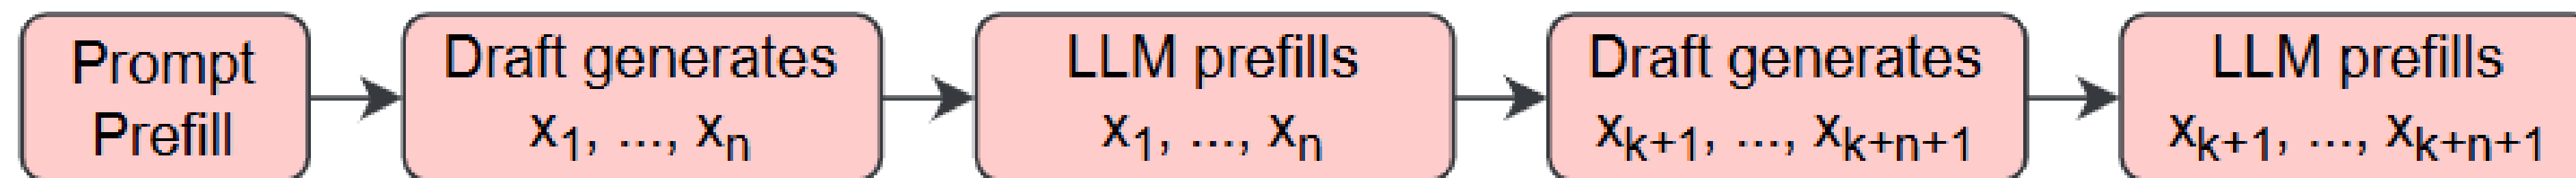 Prompt
Prefill
Draft generates
x₁, ..., xₙ
LLM prefills
x₁, ..., xₙ
Draft generates
xₖ₊₁, ..., xₖ₊ₙ₊₁
LLM prefills
xₖ₊₁, ..., xₖ₊ₙ₊₁